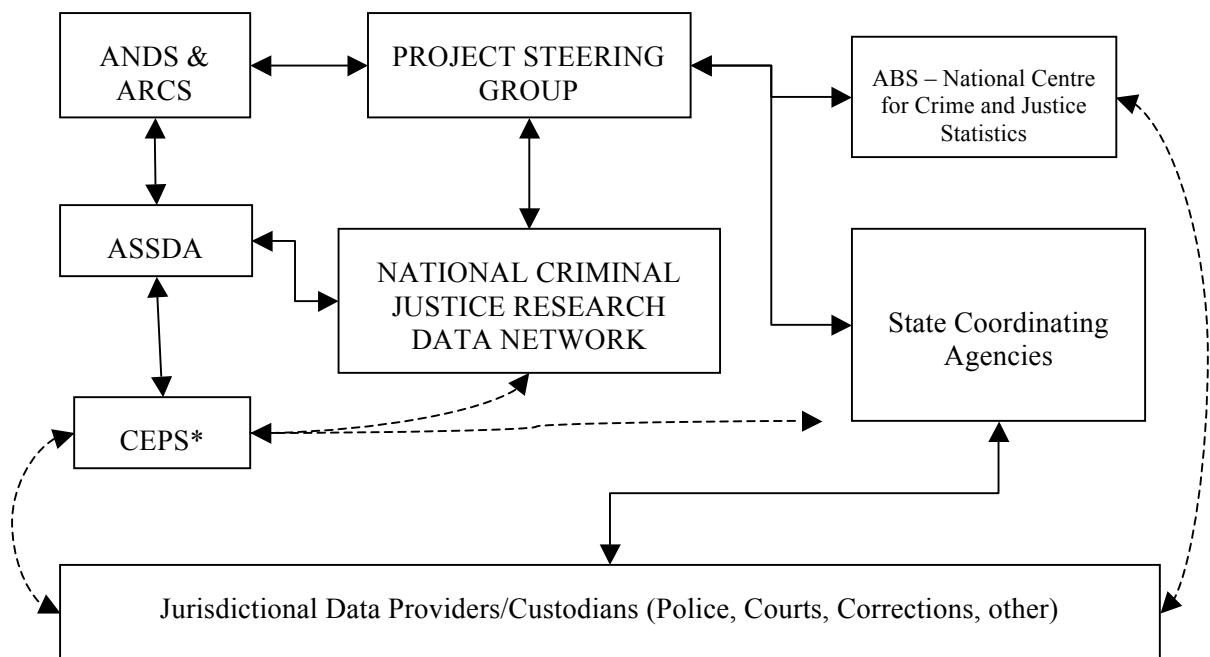 ANDS &
ARCS
PROJECT STEERING
GROUP
ABS – National Centre
for Crime and Justice
Statistics
ASSDA
NATIONAL CRIMINAL
JUSTICE RESEARCH
DATA NETWORK
State Coordinating
Agencies
CEPS*
Jurisdictional Data Providers/Custodians (Police, Courts, Corrections, other)